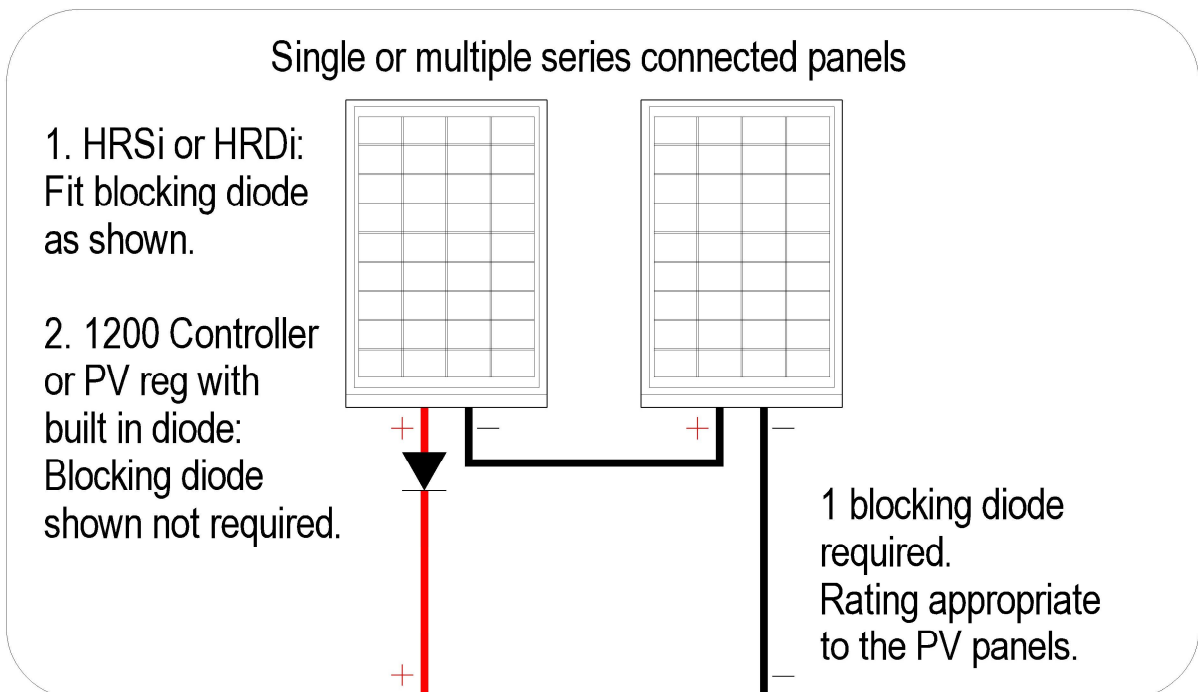 Single or multiple series connected panels
1. HRSi or HRDi:
Fit blocking diode
as shown.
2. 1200 Controller
or PV reg with
built in diode:
Blocking diode
shown not required.
+ − + −
1 blocking diode
required.
Rating appropriate
to the PV panels.
+ −